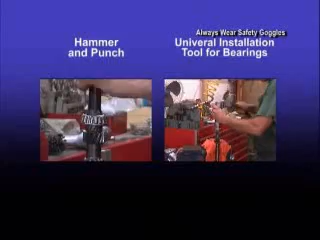 Always Wear Safety Goggles
Hammer
and Punch
Univeral Installation
Tool for Bearings